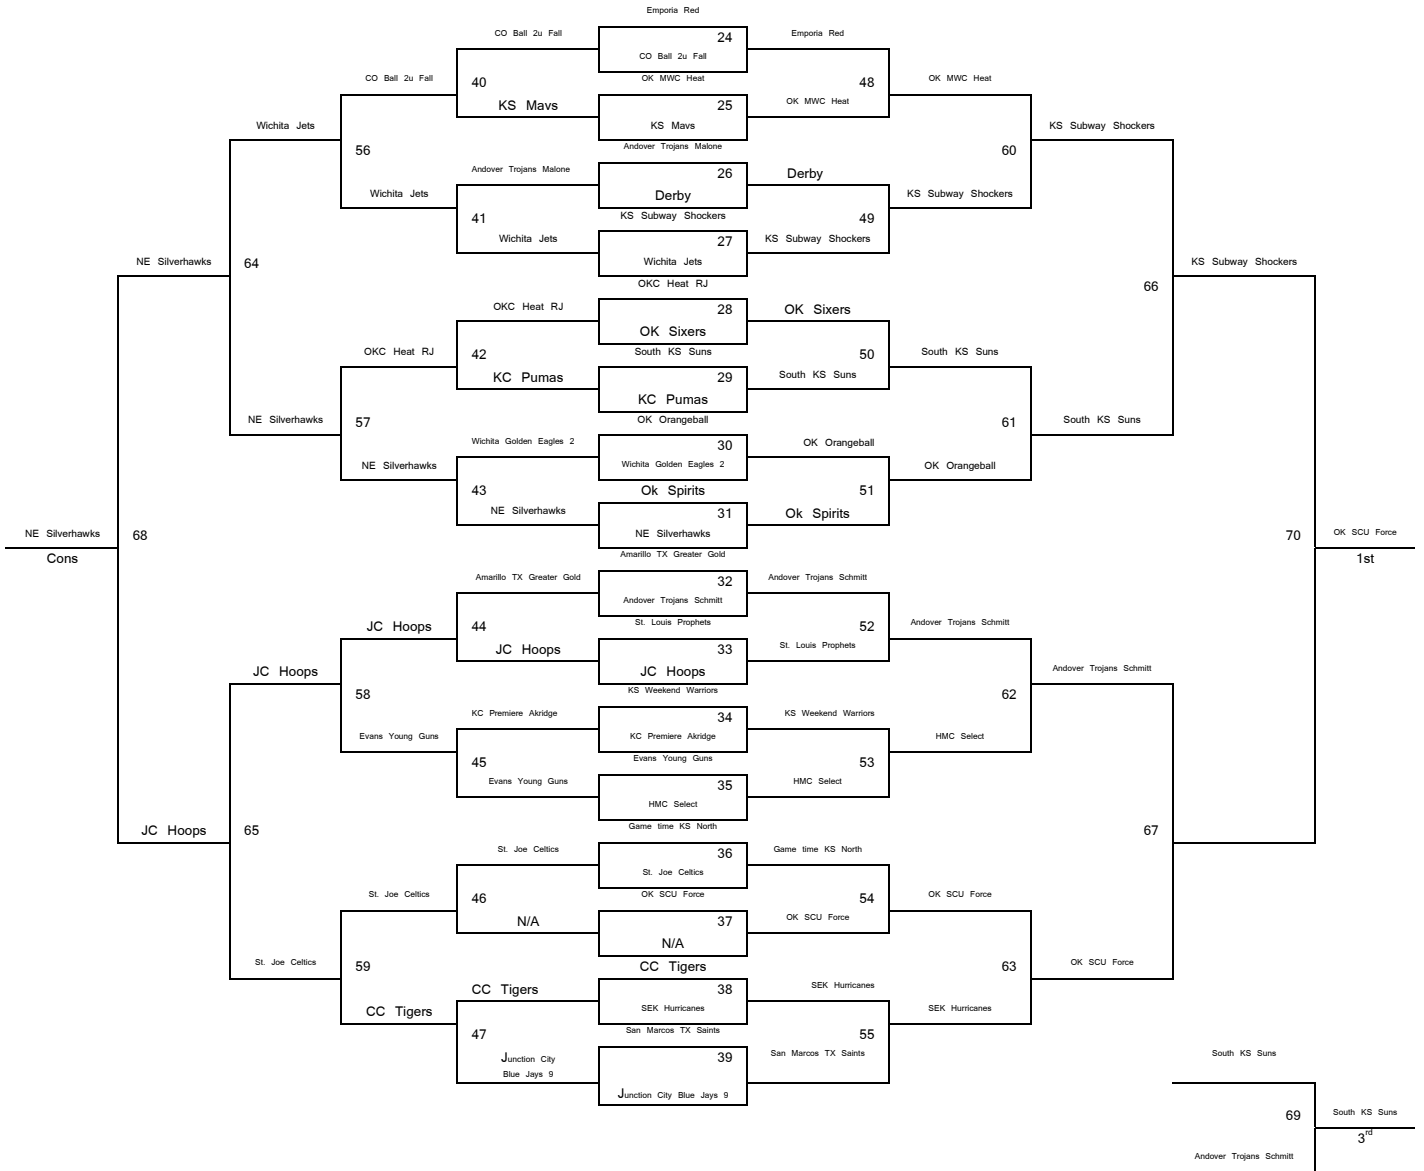 Emporia Red
CO Ball 2u Fall
24
Emporia Red
CO Ball 2u Fall
CO Ball 2u Fall
40
OK MWC Heat
48
OK MWC Heat
KS Mavs
25
OK MWC Heat
Wichita Jets
KS Mavs
KS Subway Shockers
56
Andover Trojans Malone
60
Andover Trojans Malone
26
Derby
Wichita Jets
Derby
KS Subway Shockers
41
KS Subway Shockers
49
Wichita Jets
27
KS Subway Shockers
NE Silverhawks
64
Wichita Jets
KS Subway Shockers
OKC Heat RJ
66
OKC Heat RJ
28
OK Sixers
OK Sixers
OKC Heat RJ
42
South KS Suns
50
South KS Suns
KC Pumas
29
South KS Suns
KC Pumas
NE Silverhawks
57
OK Orangeball
61
South KS Suns
Wichita Golden Eagles 2
30
OK Orangeball
NE Silverhawks
Wichita Golden Eagles 2
OK Orangeball
43
Ok Spirits
51
NE Silverhawks
31
Ok Spirits
NE Silverhawks
68
NE Silverhawks
70
OK SCU Force
Cons
Amarillo TX Greater Gold
1st
Amarillo TX Greater Gold
32
Andover Trojans Schmitt
Andover Trojans Schmitt
JC Hoops
44
St. Louis Prophets
52
Andover Trojans Schmitt
JC Hoops
33
St. Louis Prophets
JC Hoops
JC Hoops
Andover Trojans Schmitt
58
KS Weekend Warriors
62
KC Premiere Akridge
34
KS Weekend Warriors
Evans Young Guns
KC Premiere Akridge
HMC Select
45
Evans Young Guns
53
Evans Young Guns
35
HMC Select
HMC Select
JC Hoops
65
Game time KS North
67
St. Joe Celtics
36
Game time KS North
St. Joe Celtics
St. Joe Celtics
46
OK SCU Force
54
OK SCU Force
N/A
37
OK SCU Force
N/A
St. Joe Celtics
59
CC Tigers
63
OK SCU Force
CC Tigers
38
SEK Hurricanes
CC Tigers
SEK Hurricanes
SEK Hurricanes
47
San Marcos TX Saints
55
Junction City
39
San Marcos TX Saints
South KS Suns
Blue Jays 9
Junction City Blue Jays 9
69
South KS Suns
3rd
Andover Trojans Schmitt